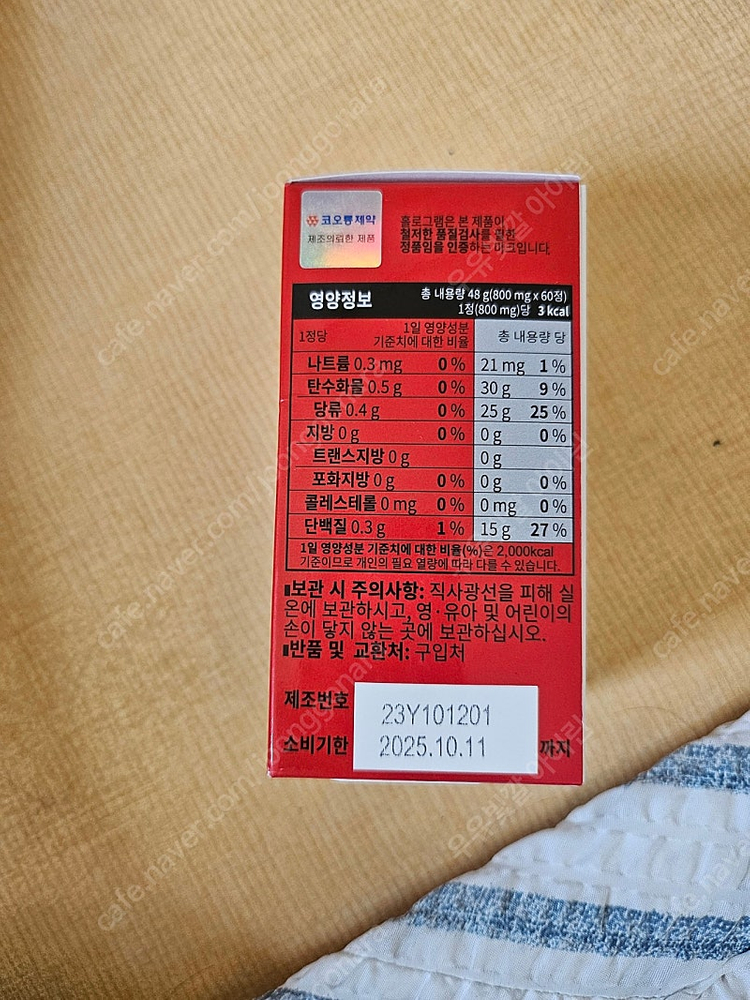 코오롱제약
제조의뢰한 제품
홀로그램은 본 제품이
철저한 품질검사를 필한
정품임을 인증하는 마크입니다.
영양정보
총 내용량 48 g(800 mg x 60정)
1정(800 mg)당 3 kcal
1정당 1일 영양성분 기준치에 대한 비율 총 내용량 당
나트륨 0.3 mg 0 % 21 mg 1 %
탄수화물 0.5 g 0 % 30 g 9 %
당류 0.4 g 0 % 25 g 25 %
지방 0 g 0 % 0 g 0 %
트랜스지방 0 g 0 g
포화지방 0 g 0 % 0 g 0 %
콜레스테롤 0 mg 0 % 0 mg 0 %
단백질 0.3 g 1 % 15 g 27 %
1일 영양성분 기준치에 대한 비율(%)은 2,000kcal
기준이므로 개인의 필요 열량에 따라 다를 수 있습니다.
▮보관 시 주의사항: 직사광선을 피해 실
온에 보관하시고, 영·유아 및 어린이의
손이 닿지 않는 곳에 보관하십시오.
▮반품 및 교환처: 구입처
제조번호 23Y101201
소비기한 2025.10.11 까지
cafe.naver.com/joonggonara